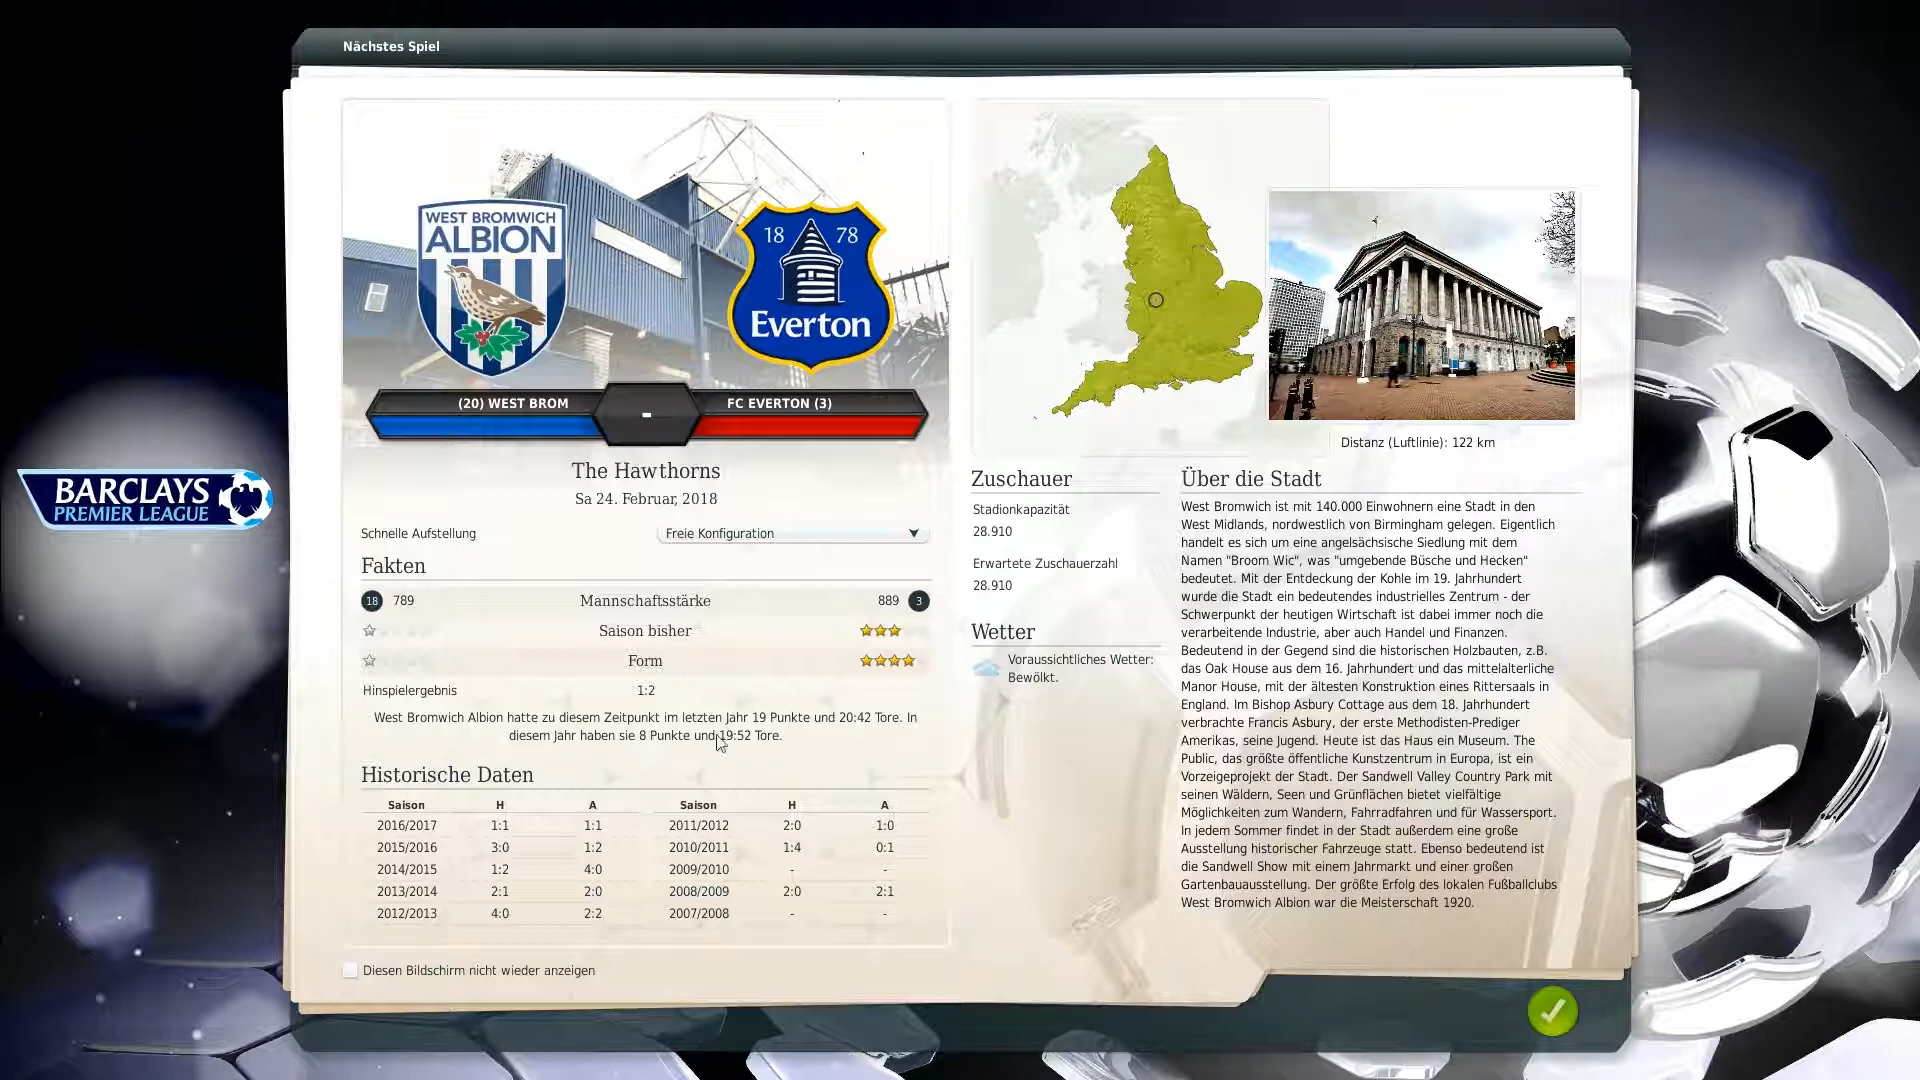 Nächstes Spiel
WEST BROMWICH
ALBION
18 78
Everton
(20) WEST BROM - FC EVERTON (3)
The Hawthorns
Sa 24. Februar, 2018
Schnelle Aufstellung Freie Konfiguration
Fakten
18 789 Mannschaftsstärke 889 3
Saison bisher
Form
Hinspielergebnis 1:2
West Bromwich Albion hatte zu diesem Zeitpunkt im letzten Jahr 19 Punkte und 20:42 Tore. In
diesem Jahr haben sie 8 Punkte und 19:52 Tore.
Historische Daten
Saison H A Saison H A
2016/2017 1:1 1:1 2011/2012 2:0 1:0
2015/2016 3:0 1:2 2010/2011 1:4 0:1
2014/2015 1:2 4:0 2009/2010 - -
2013/2014 2:1 2:0 2008/2009 2:0 2:1
2012/2013 4:0 2:2 2007/2008 - -
Diesen Bildschirm nicht wieder anzeigen
BARCLAYS
PREMIER LEAGUE
Distanz (Luftlinie): 122 km
Zuschauer
Stadionkapazität
28.910
Erwartete Zuschauerzahl
28.910
Wetter
Voraussichtliches Wetter:
Bewölkt.
Über die Stadt
West Bromwich ist mit 140.000 Einwohnern eine Stadt in den
West Midlands, nordwestlich von Birmingham gelegen. Eigentlich
handelt es sich um eine angelsächsische Siedlung mit dem
Namen "Broom Wic", was "umgebende Büsche und Hecken"
bedeutet. Mit der Entdeckung der Kohle im 19. Jahrhundert
wurde die Stadt ein bedeutendes industrielles Zentrum - der
Schwerpunkt der heutigen Wirtschaft ist dabei immer noch die
verarbeitende Industrie, aber auch Handel und Finanzen.
Bedeutend in der Gegend sind die historischen Holzbauten, z.B.
das Oak House aus dem 16. Jahrhundert und das mittelalterliche
Manor House, mit der ältesten Konstruktion eines Rittersaals in
England. Im Bishop Asbury Cottage aus dem 18. Jahrhundert
verbrachte Francis Asbury, der erste Methodisten-Prediger
Amerikas, seine Jugend. Heute ist das Haus ein Museum. The
Public, das größte öffentliche Kunstzentrum in Europa, ist ein
Vorzeigeprojekt der Stadt. Der Sandwell Valley Country Park mit
seinen Wäldern, Seen und Grünflächen bietet vielfältige
Möglichkeiten zum Wandern, Fahrradfahren und für Wassersport.
In jedem Sommer findet in der Stadt außerdem eine große
Ausstellung historischer Fahrzeuge statt. Ebenso bedeutend ist
die Sandwell Show mit einem Jahrmarkt und einer großen
Gartenbauausstellung. Der größte Erfolg des lokalen Fußballclubs
West Bromwich Albion war die Meisterschaft 1920.